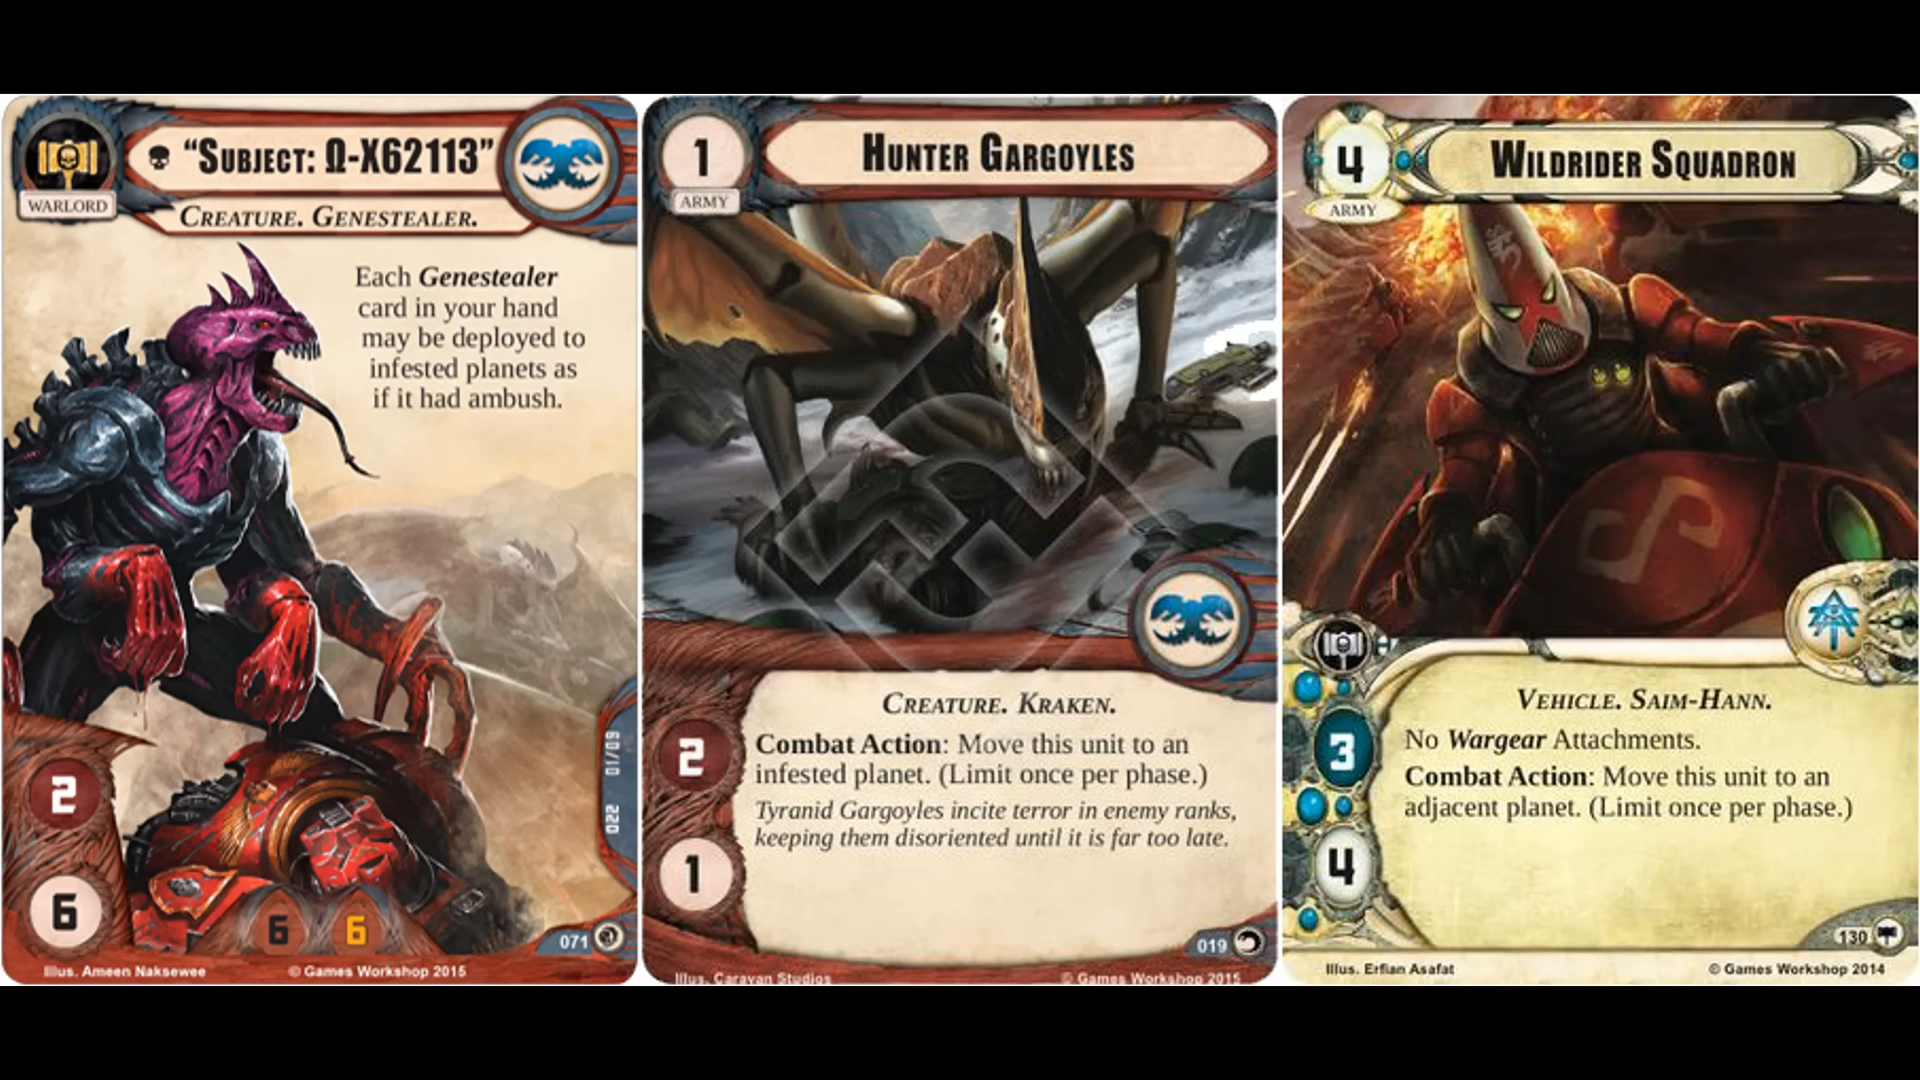 WARLORD
“SUBJECT: Ω-X62113”
CREATURE. GENESTEALER.
Each Genestealer
card in your hand
may be deployed to
infested planets as
if it had ambush.
2
6
6
6
022 01/09
071
Illus. Ameen Naksewee
© Games Workshop 2015
1
ARMY
HUNTER GARGOYLES
CREATURE. KRAKEN.
2
Combat Action: Move this unit to an
infested planet. (Limit once per phase.)
Tyranid Gargoyles incite terror in enemy ranks,
keeping them disoriented until it is far too late.
1
019
Illus. Caravan Studios
© Games Workshop 2015
4
ARMY
WILDRIDER SQUADRON
VEHICLE. SAIM-HANN.
3
No Wargear Attachments.
Combat Action: Move this unit to an
adjacent planet. (Limit once per phase.)
4
130
Illus. Erfian Asafat
© Games Workshop 2014